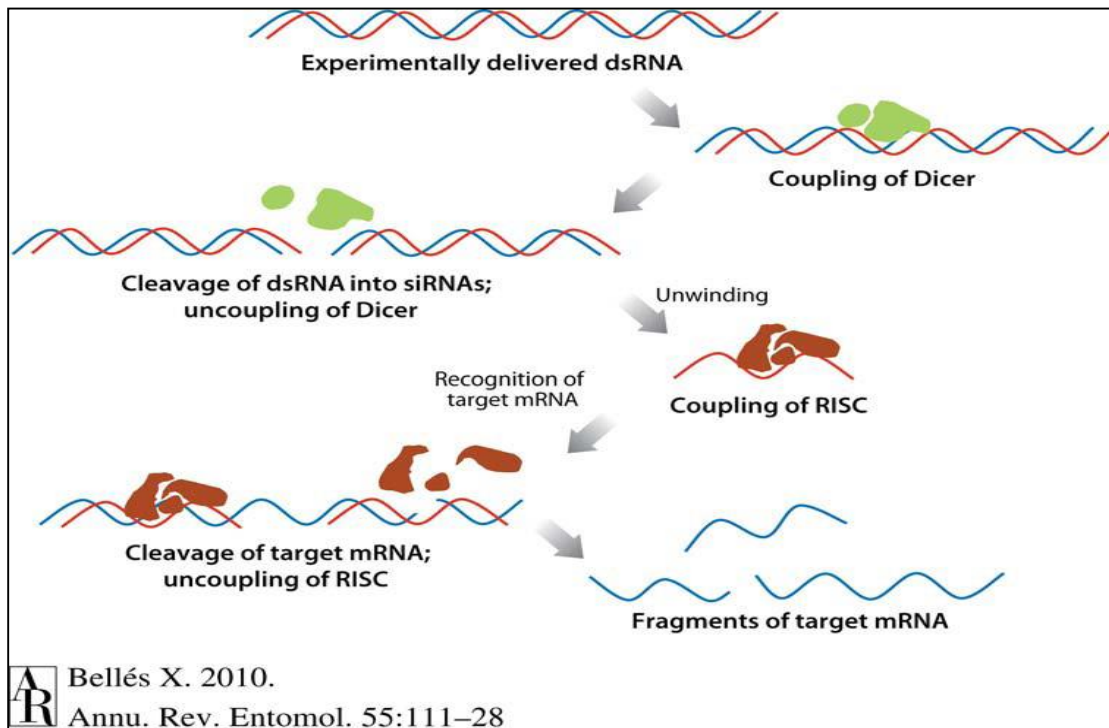 Experimentally delivered dsRNA
Coupling of Dicer
Cleavage of dsRNA into siRNAs;
uncoupling of Dicer
Unwinding
Coupling of RISC
Recognition of
target mRNA
Cleavage of target mRNA;
uncoupling of RISC
Fragments of target mRNA
AR
Bellés X. 2010.
Annu. Rev. Entomol. 55:111–28